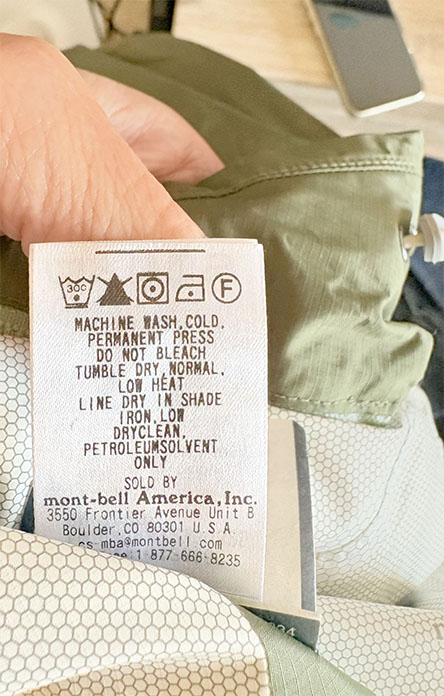 30C
F
MACHINE WASH,COLD,
PERMANENT PRESS
DO NOT BLEACH
TUMBLE DRY,NORMAL,
LOW HEAT
LINE DRY IN SHADE
IRON,LOW
DRYCLEAN,
PETROLEUMSOLVENT
ONLY
SOLD BY
mont-bell America,Inc.
3550 Frontier Avenue Unit B
Boulder,CO 80301 U.S.A.
cs_mba@montbell.com
:1-877-666-8235